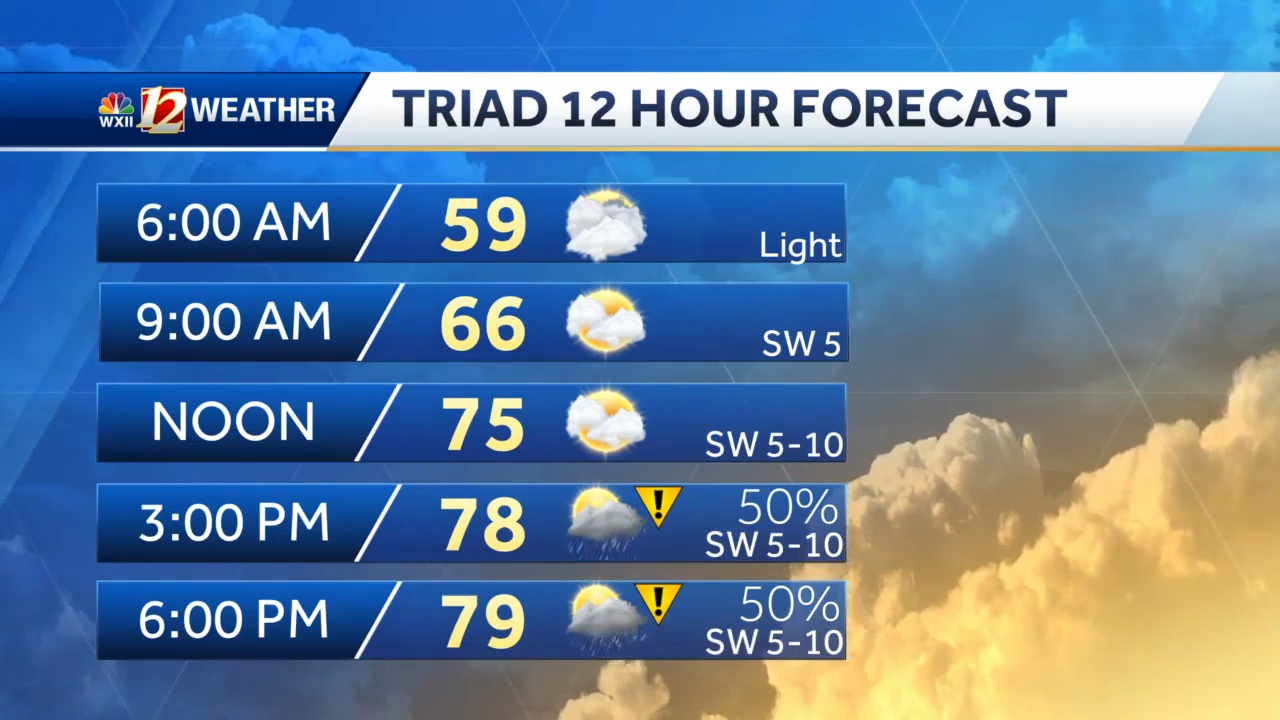 WXII 12 WEATHER
TRIAD 12 HOUR FORECAST
6:00 AM 59 Light
9:00 AM 66 SW 5
NOON 75 SW 5-10
3:00 PM 78 ! 50%
SW 5-10
6:00 PM 79 ! 50%
SW 5-10